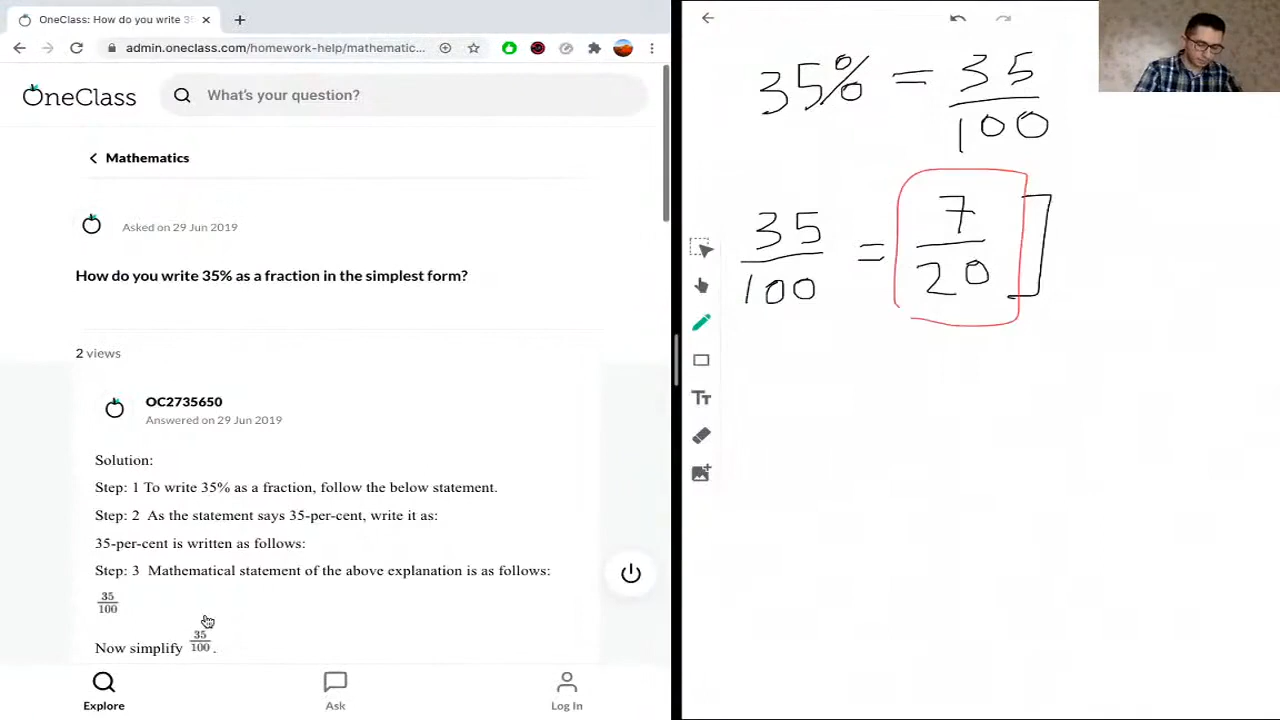 OneClass: How do you write 35
admin.oneclass.com/homework-help/mathematic...
OneClass
What's your question?
Mathematics
Asked on 29 Jun 2019
How do you write 35% as a fraction in the simplest form?
2 views
OC2735650
Answered on 29 Jun 2019
Solution:
Step: 1 To write 35% as a fraction, follow the below statement.
Step: 2 As the statement says 35-per-cent, write it as:
35-per-cent is written as follows:
Step: 3 Mathematical statement of the above explanation is as follows:
35/100
Now simplify 35/100.
Explore
Ask
Log In
35% = 35/100
35/100 = 7/20 ]
Tт